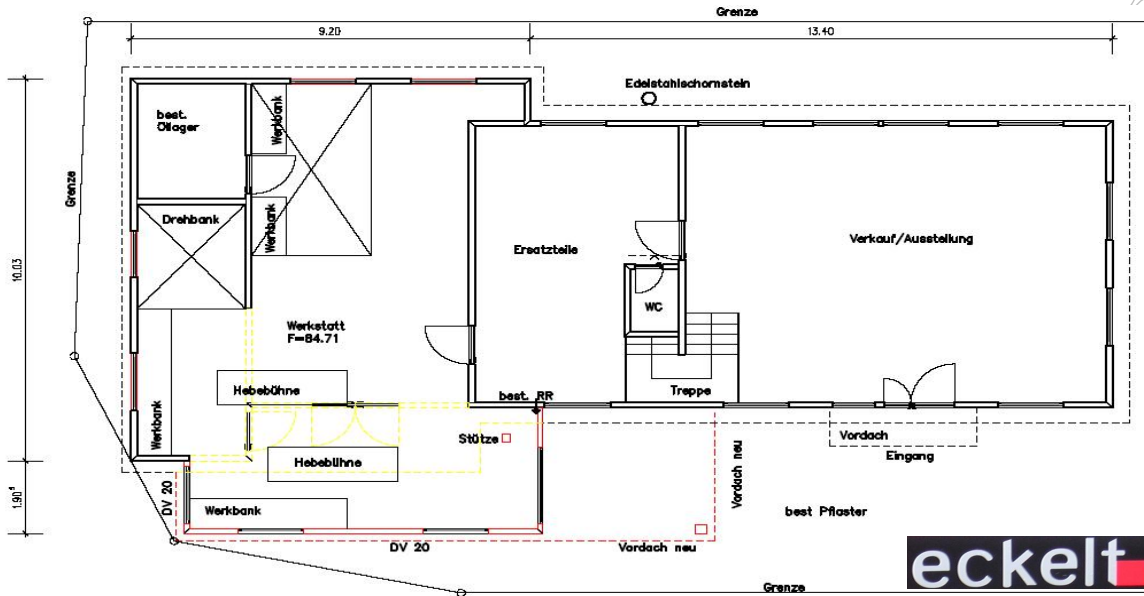 Grenze
9.20
13.40
Edelstahlschornstein
best.
Öllager
Werkbank
Grenze
Drehbank
Werkbank
Ersatzteile
Verkauf/Ausstellung
10.03
WC
Werkstatt
F=84.71
Hebebühne
Treppe
best. RR
Werkbank
Stütze
Vordach
Eingang
Hebebühne
Vordach neu
DV 20
1.90⁵
Werkbank
best Pflaster
DV 20
Vordach neu
eckelt
Grenze